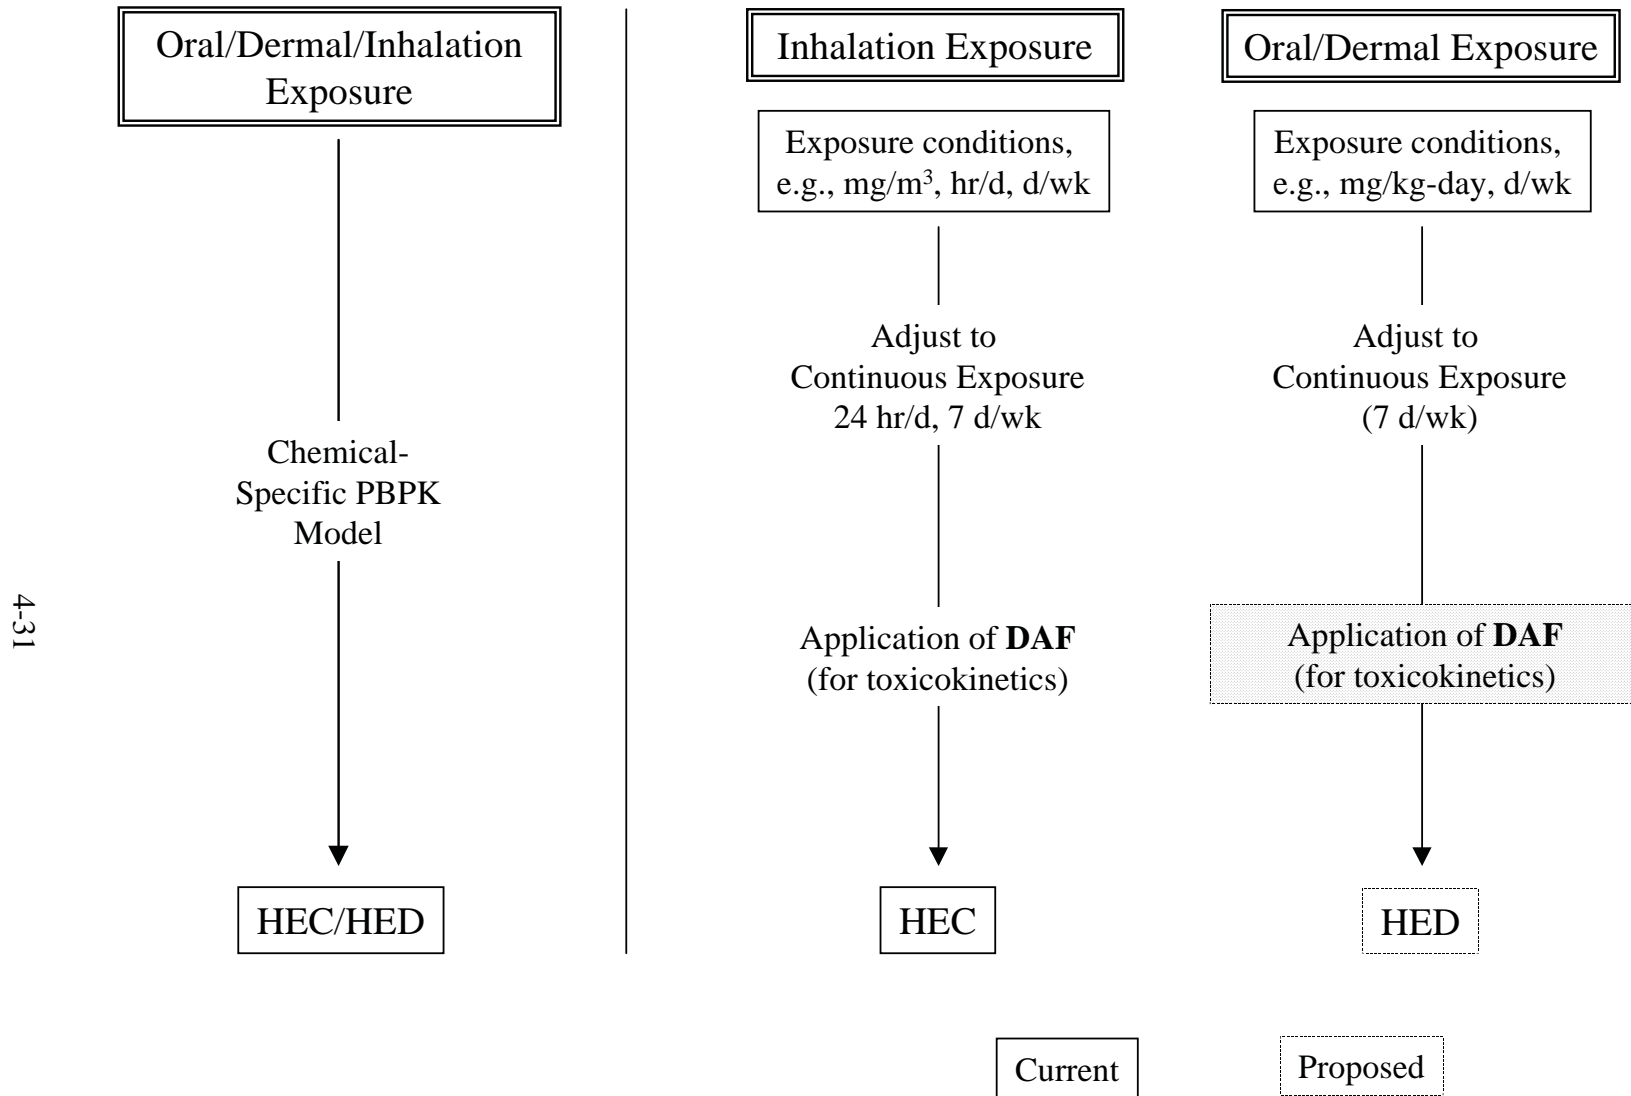 Oral/Dermal/Inhalation
Exposure
Chemical-
Specific PBPK
Model
HEC/HED
Inhalation Exposure
Exposure conditions,
e.g., mg/m³, hr/d, d/wk
Adjust to
Continuous Exposure
24 hr/d, 7 d/wk
Application of DAF
(for toxicokinetics)
HEC
Oral/Dermal Exposure
Exposure conditions,
e.g., mg/kg-day, d/wk
Adjust to
Continuous Exposure
(7 d/wk)
Application of DAF
(for toxicokinetics)
HED
Current
Proposed
4-31